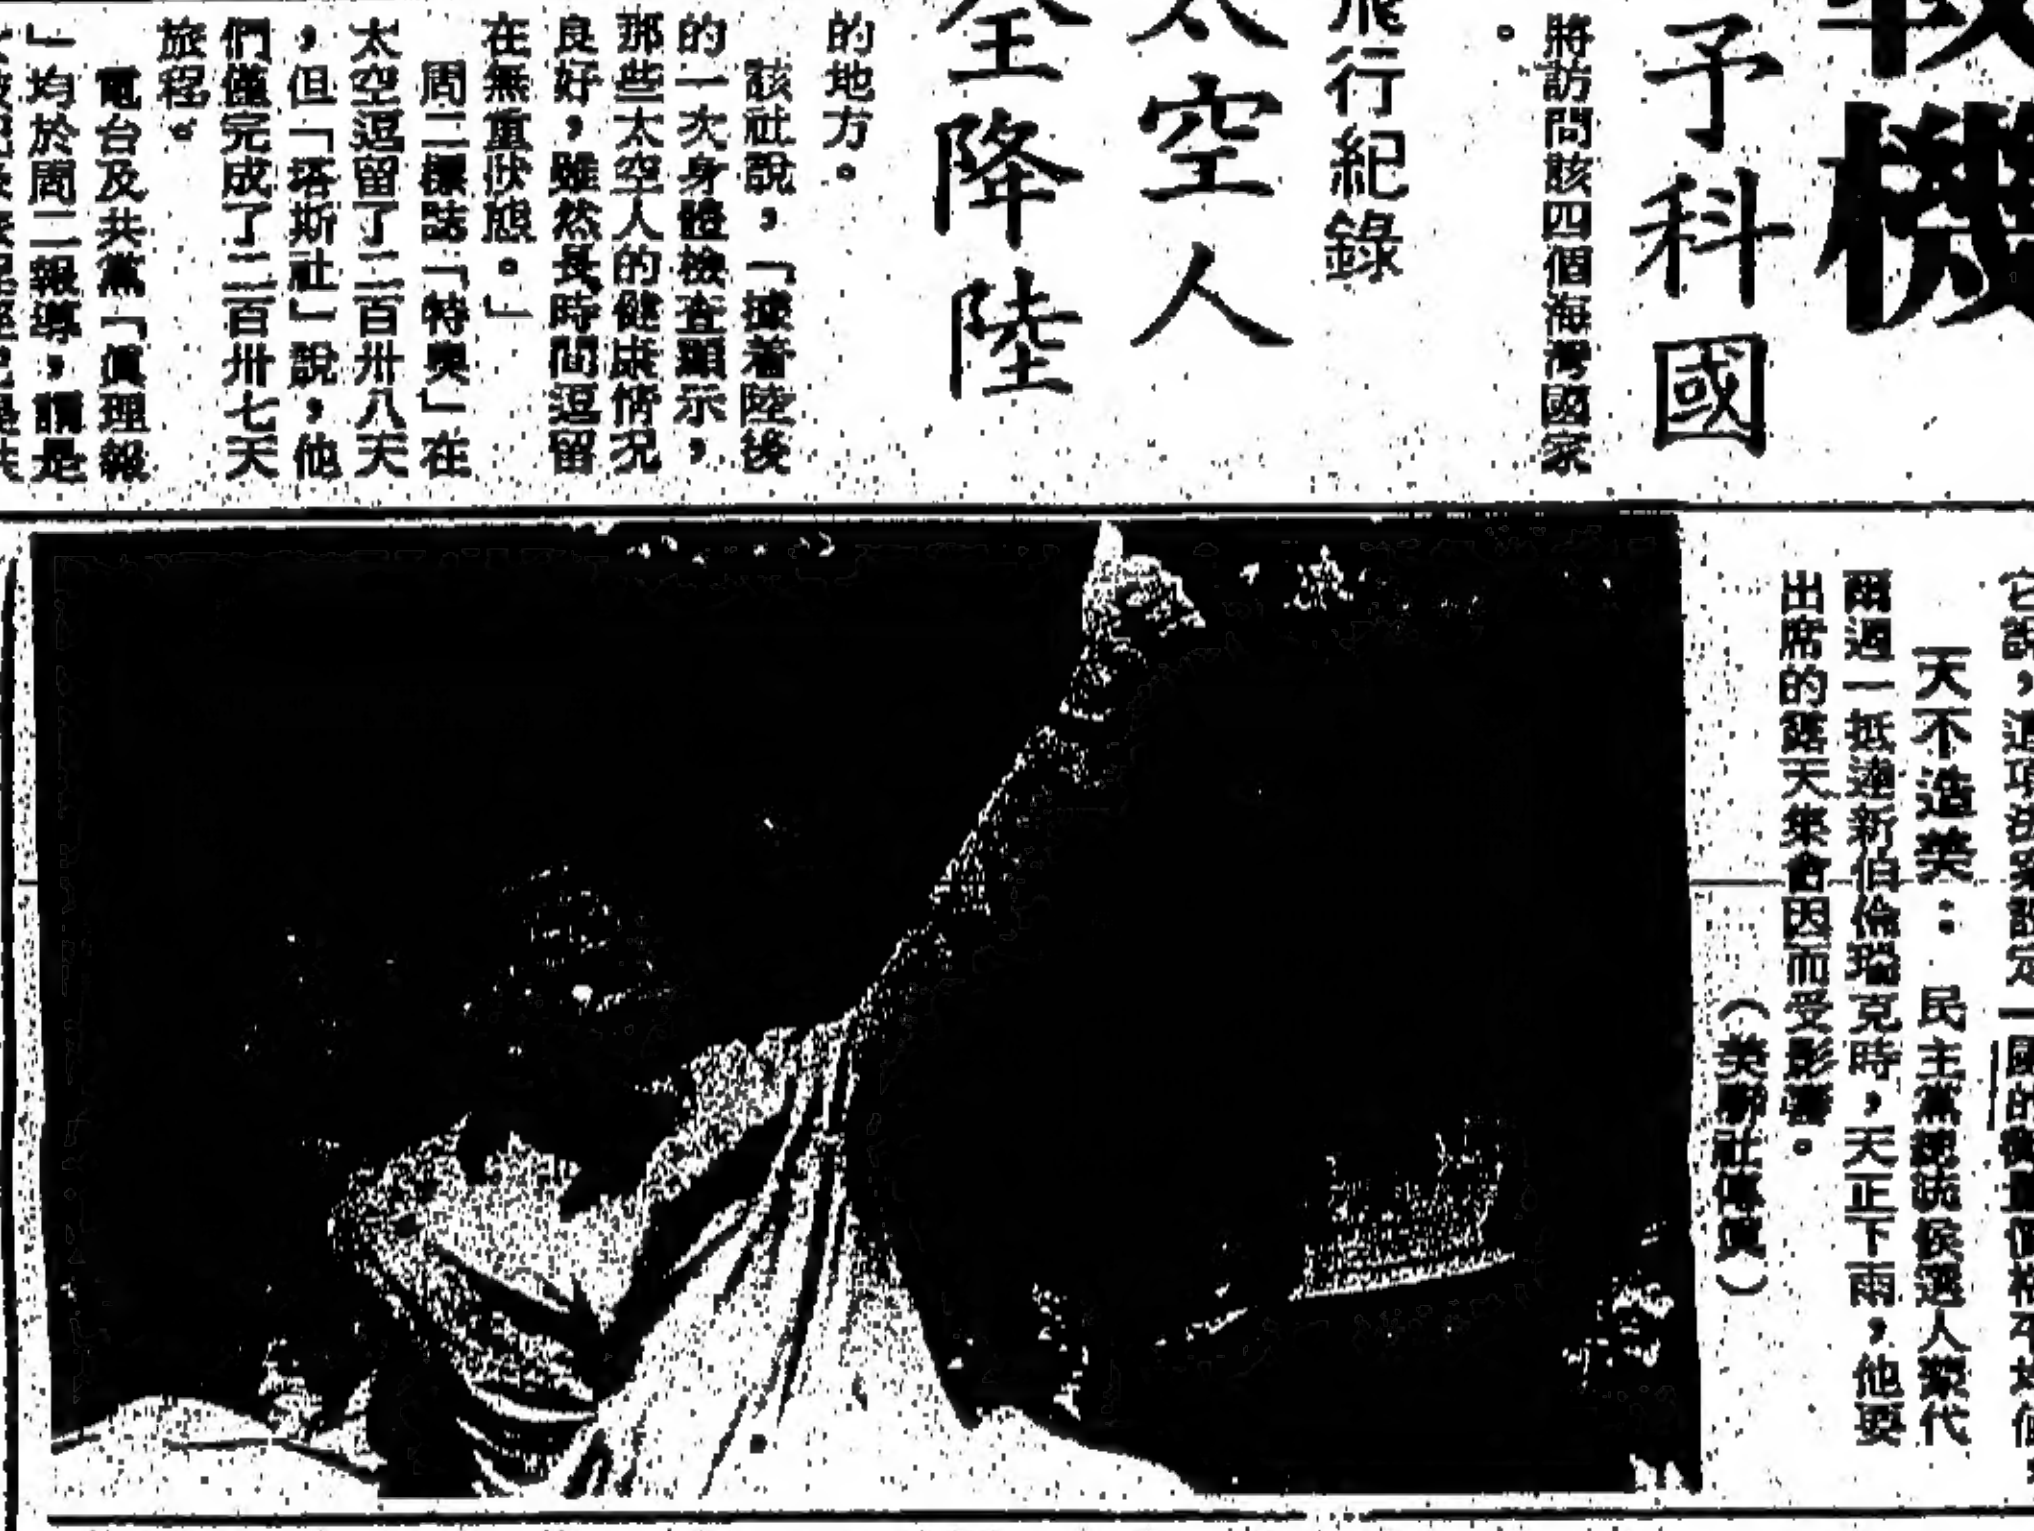 機
予科國
將訪問該四個海灣國家
。
飛行紀錄
太空人
全降陸
的地方。
該社說，「據着陸後
的一次身體檢查顯示，
那些太空人的健康情況
良好，雖然長時間逗留
在無重狀態。」
周二標誌「特奧」在
太空逗留了二百卅八天
，但「塔斯社」說，他
們僅完成了二百卅七天
旅程。
電台及共黨「真理報
」均於周二報導，謂是
天不造美：民主黨總統候選人蒙代
爾週一抵達新伯倫瑞克時，天正下雨，他要
出席的露天集會因而受影響。
（美聯社傳真）